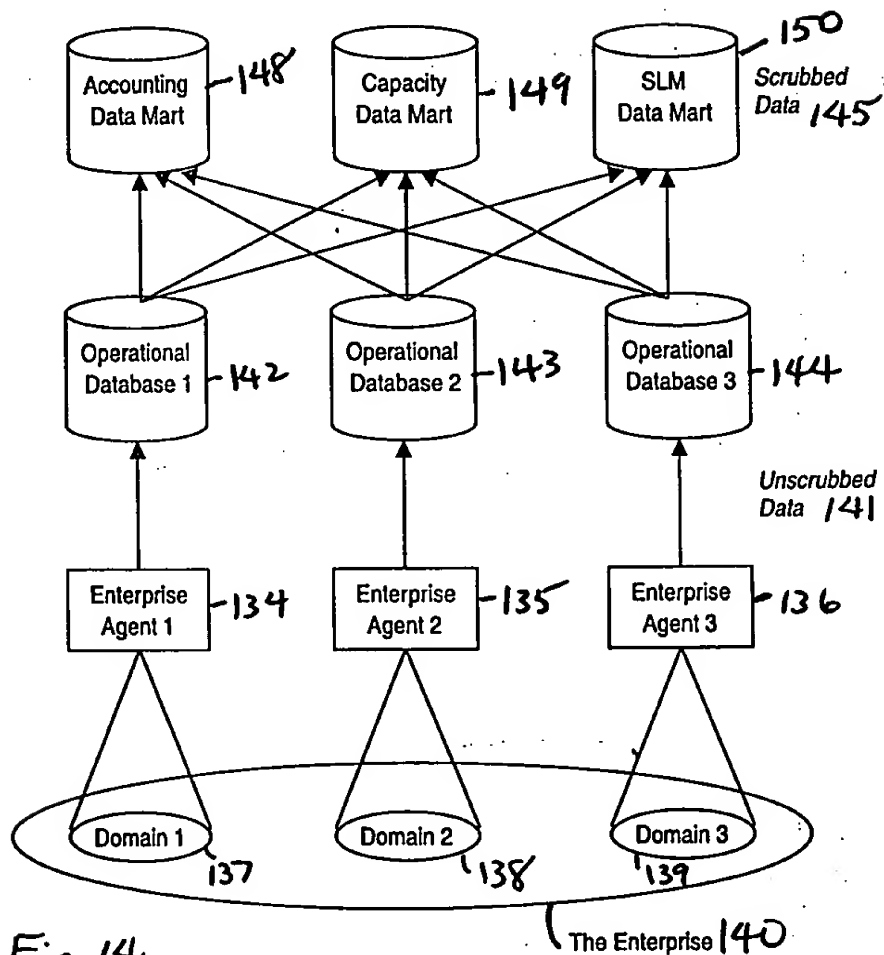 Accounting
Data Mart
148
Capacity
Data Mart
149
SLM
Data Mart
150
Scrubbed
Data 145
Operational
Database 1
142
Operational
Database 2
143
Operational
Database 3
144
Unscrubbed
Data 141
Enterprise
Agent 1
134
Enterprise
Agent 2
135
Enterprise
Agent 3
136
Domain 1
137
Domain 2
138
Domain 3
139
The Enterprise 140
Fig. 14